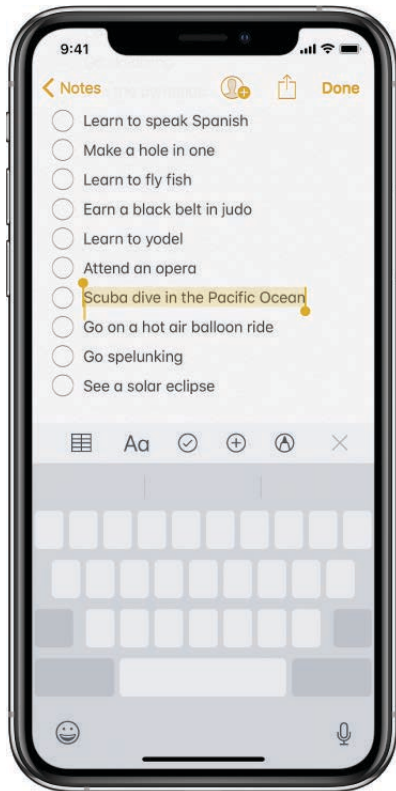 9:41
Notes
Done
Learn to speak Spanish
Make a hole in one
Learn to fly fish
Earn a black belt in judo
Learn to yodel
Attend an opera
Scuba dive in the Pacific Ocean
Go on a hot air balloon ride
Go spelunking
See a solar eclipse
Aa